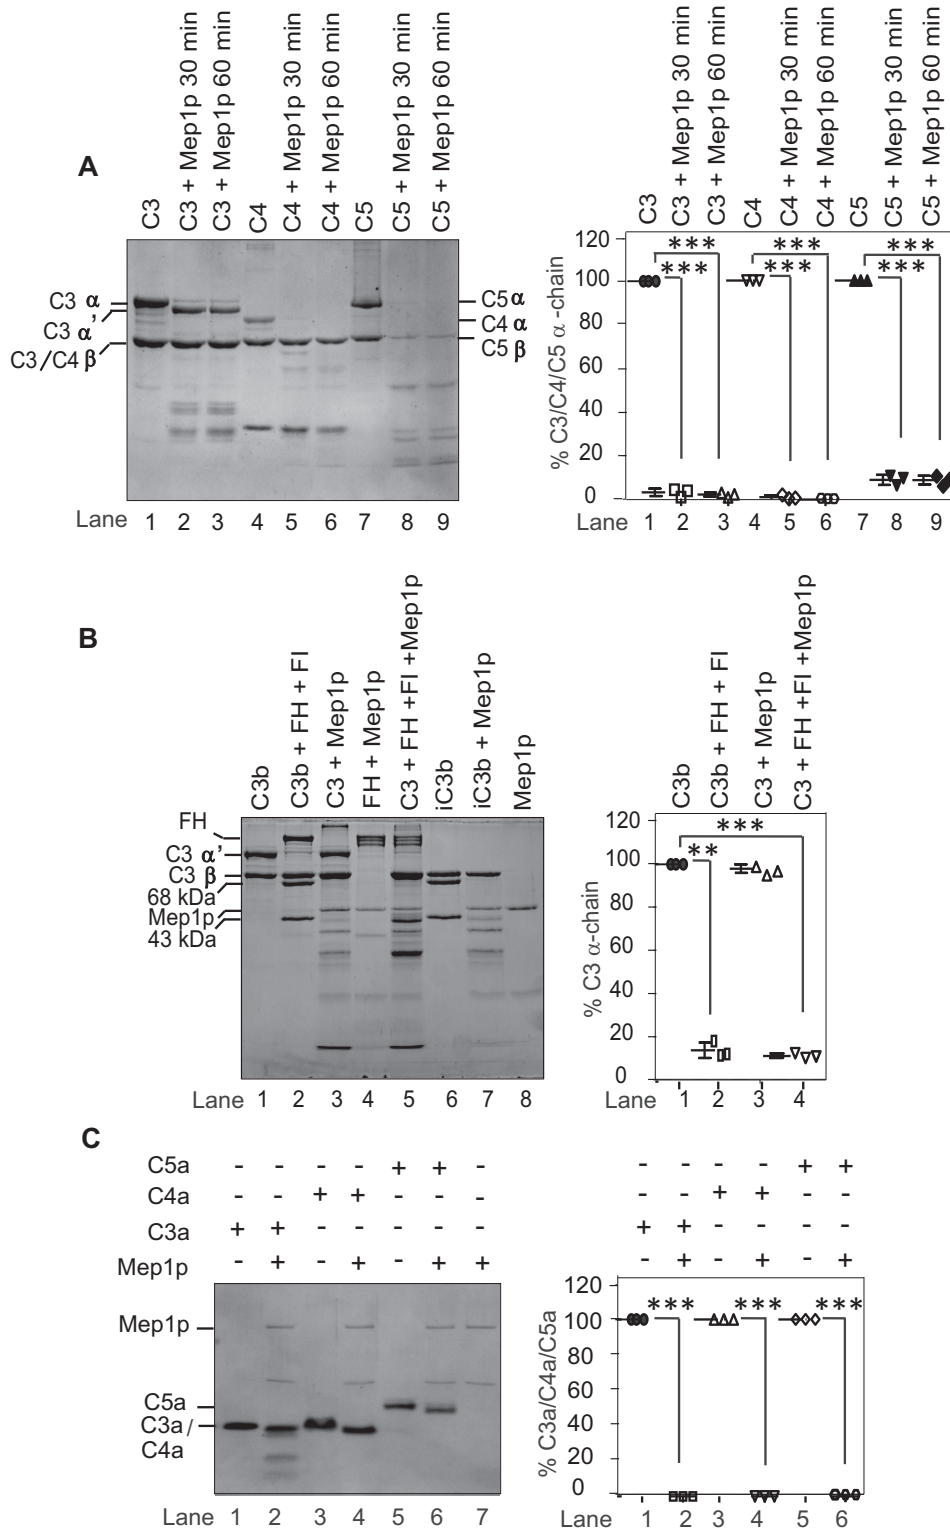 A
C3
C3 + Mep1p 30 min
C3 + Mep1p 60 min
C4
C4 + Mep1p 30 min
C4 + Mep1p 60 min
C5
C5 + Mep1p 30 min
C5 + Mep1p 60 min
C3 α
C3 α'
C3/C4 β
C5 α
C4 α
C5 β
Lane 1 2 3 4 5 6 7 8 9
C3
C3 + Mep1p 30 min
C3 + Mep1p 60 min
C4
C4 + Mep1p 30 min
C4 + Mep1p 60 min
C5
C5 + Mep1p 30 min
C5 + Mep1p 60 min
% C3/C4/C5 α -chain
120
100
80
60
40
20
0
*** *** ***
*** *** ***
Lane 1 2 3 4 5 6 7 8 9
B
C3b
C3b + FH + FI
C3 + Mep1p
FH + Mep1p
C3 + FH +FI +Mep1p
iC3b
iC3b + Mep1p
Mep1p
FH
C3 α'
C3 β
68 kDa
Mep1p
43 kDa
Lane 1 2 3 4 5 6 7 8
C3b
C3b + FH + FI
C3 + Mep1p
C3 + FH + FI + Mep1p
% C3 α-chain
120
100
80
60
40
20
0
***
**
Lane 1 2 3 4
C
C5a - - - - + + -
C4a - - + + - - -
C3a + + - - - - -
Mep1p - + - + - + +
Mep1p
C5a
C3a /
C4a
Lane 1 2 3 4 5 6 7
- - - - + +
- - + + - -
+ + - - - -
- + - + - +
% C3a/C4a/C5a
120
100
80
60
40
20
0
*** *** ***
Lane 1 2 3 4 5 6